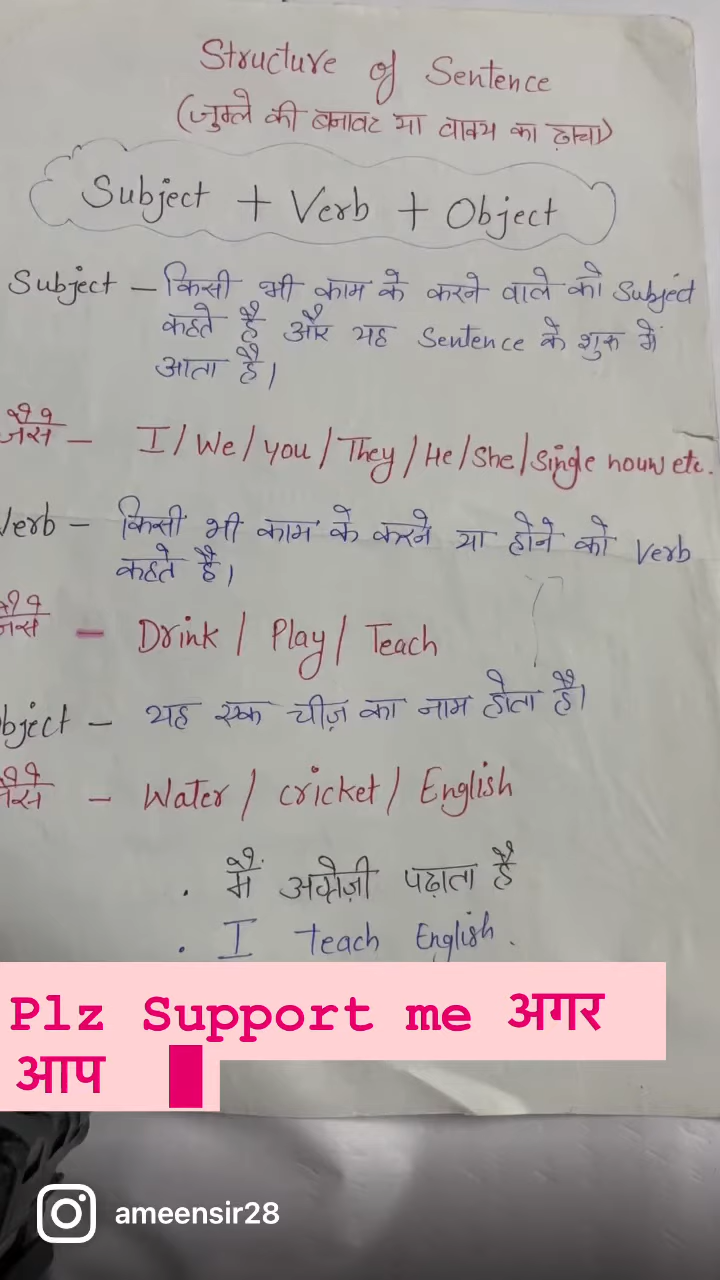 Structure of Sentence
(जुम्ले की बनावट या वाक्य का ढ़ाचा)
Subject + Verb + Object
Subject – किसी भी काम के करने वाले को Subject
कहते है और यह Sentence के शुरू में
आता है।
जैसे – I / We / you / They / He / She / Single noun etc.
Verb – किसी भी काम के करने या होने को Verb
कहते है।
जैसे – Drink / Play / Teach
bject – यह एक चीज़ का नाम होता है।
जैसे – Water / cricket / English
. मैं अग्रेज़ी पढ़ाता है
. I teach English.
Plz Support me अगर
आप
ameensir28